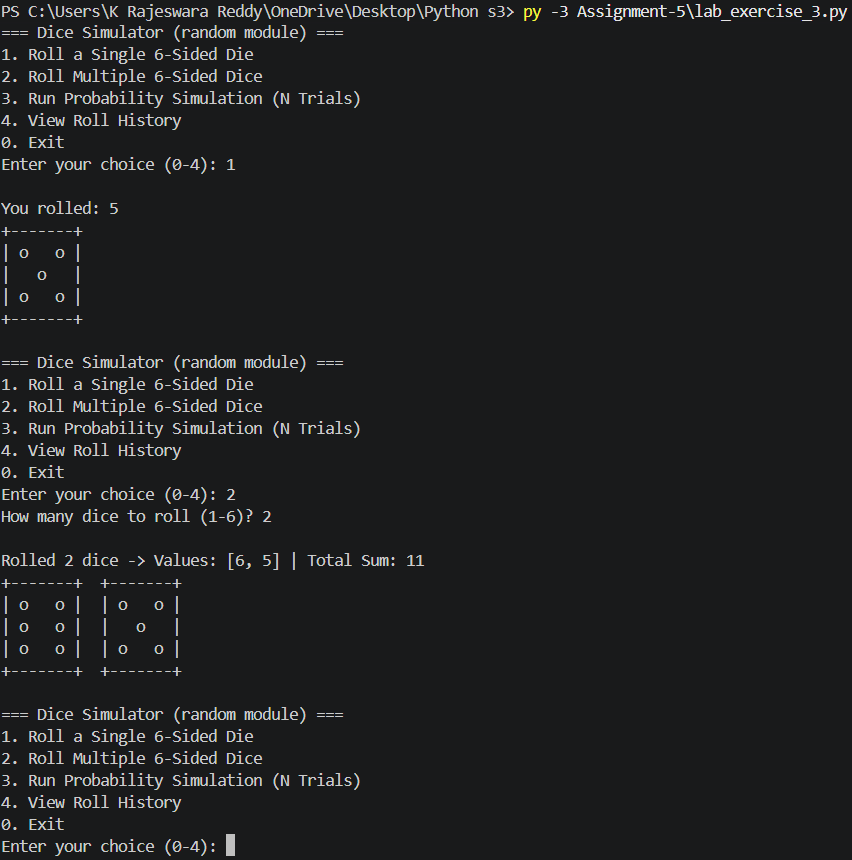 PS C:\Users\K Rajeswara Reddy\OneDrive\Desktop\Python s3> py -3 Assignment-5\lab_exercise_3.py
=== Dice Simulator (random module) ===
1. Roll a Single 6-Sided Die
2. Roll Multiple 6-Sided Dice
3. Run Probability Simulation (N Trials)
4. View Roll History
0. Exit
Enter your choice (0-4): 1

You rolled: 5
+-------+
| o   o |
|   o   |
| o   o |
+-------+

=== Dice Simulator (random module) ===
1. Roll a Single 6-Sided Die
2. Roll Multiple 6-Sided Dice
3. Run Probability Simulation (N Trials)
4. View Roll History
0. Exit
Enter your choice (0-4): 2
How many dice to roll (1-6)? 2

Rolled 2 dice -> Values: [6, 5] | Total Sum: 11
+-------+  +-------+
| o   o |  | o   o |
| o   o |  |   o   |
| o   o |  | o   o |
+-------+  +-------+

=== Dice Simulator (random module) ===
1. Roll a Single 6-Sided Die
2. Roll Multiple 6-Sided Dice
3. Run Probability Simulation (N Trials)
4. View Roll History
0. Exit
Enter your choice (0-4):